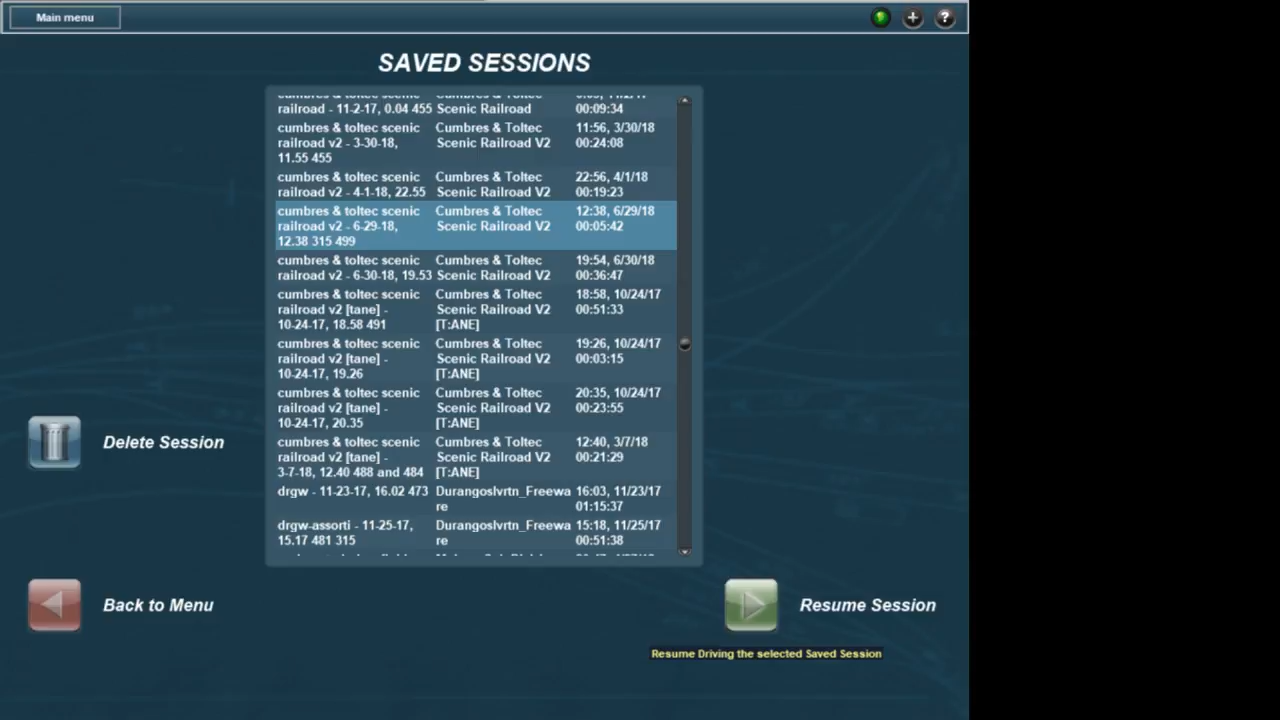 Main menu
?
SAVED SESSIONS
railroad - 11-2-17, 0.04 455 Scenic Railroad 00:09:34
cumbres & toltec scenic Cumbres & Toltec 11:56, 3/30/18
railroad v2 - 3-30-18, Scenic Railroad V2 00:24:08
11.55 455
cumbres & toltec scenic Cumbres & Toltec 22:56, 4/1/18
railroad v2 - 4-1-18, 22.55 Scenic Railroad V2 00:19:23
cumbres & toltec scenic Cumbres & Toltec 12:38, 6/29/18
railroad v2 - 6-29-18, Scenic Railroad V2 00:05:42
12.38 315 499
cumbres & toltec scenic Cumbres & Toltec 19:54, 6/30/18
railroad v2 - 6-30-18, 19.53 Scenic Railroad V2 00:36:47
cumbres & toltec scenic Cumbres & Toltec 18:58, 10/24/17
railroad v2 [tane] - Scenic Railroad V2 00:51:33
10-24-17, 18.58 491 [T:ANE]
cumbres & toltec scenic Cumbres & Toltec 19:26, 10/24/17
railroad v2 [tane] - Scenic Railroad V2 00:03:15
10-24-17, 19.26 [T:ANE]
cumbres & toltec scenic Cumbres & Toltec 20:35, 10/24/17
railroad v2 [tane] - Scenic Railroad V2 00:23:55
10-24-17, 20.35 [T:ANE]
cumbres & toltec scenic Cumbres & Toltec 12:40, 3/7/18
railroad v2 [tane] - Scenic Railroad V2 00:21:29
3-7-18, 12.40 488 and 484 [T:ANE]
drgw - 11-23-17, 16.02 473 Durangoslvrtn_Freewa 16:03, 11/23/17
re 01:15:37
drgw-assorti - 11-25-17, Durangoslvrtn_Freewa 15:18, 11/25/17
15.17 481 315 re 00:51:38
Delete Session
Back to Menu
Resume Session
Resume Driving the selected Saved Session